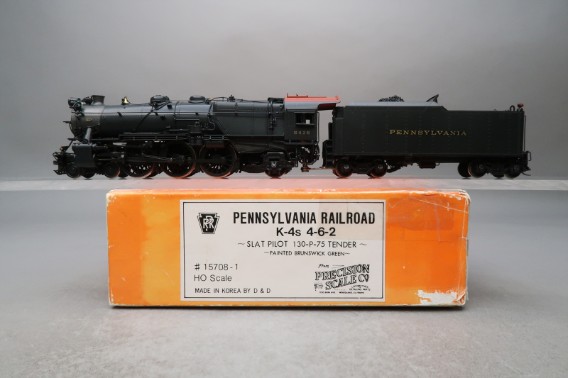 PENNSYLVANIA
PENNSYLVANIA RAILROAD
K-4s 4-6-2
~ SLAT PILOT 130-P-75 TENDER ~
~ PAINTED BRUNSWICK GREEN ~
# 15708-1
HO Scale
MADE IN KOREA BY D & D
From
PRECISION
SCALE Co